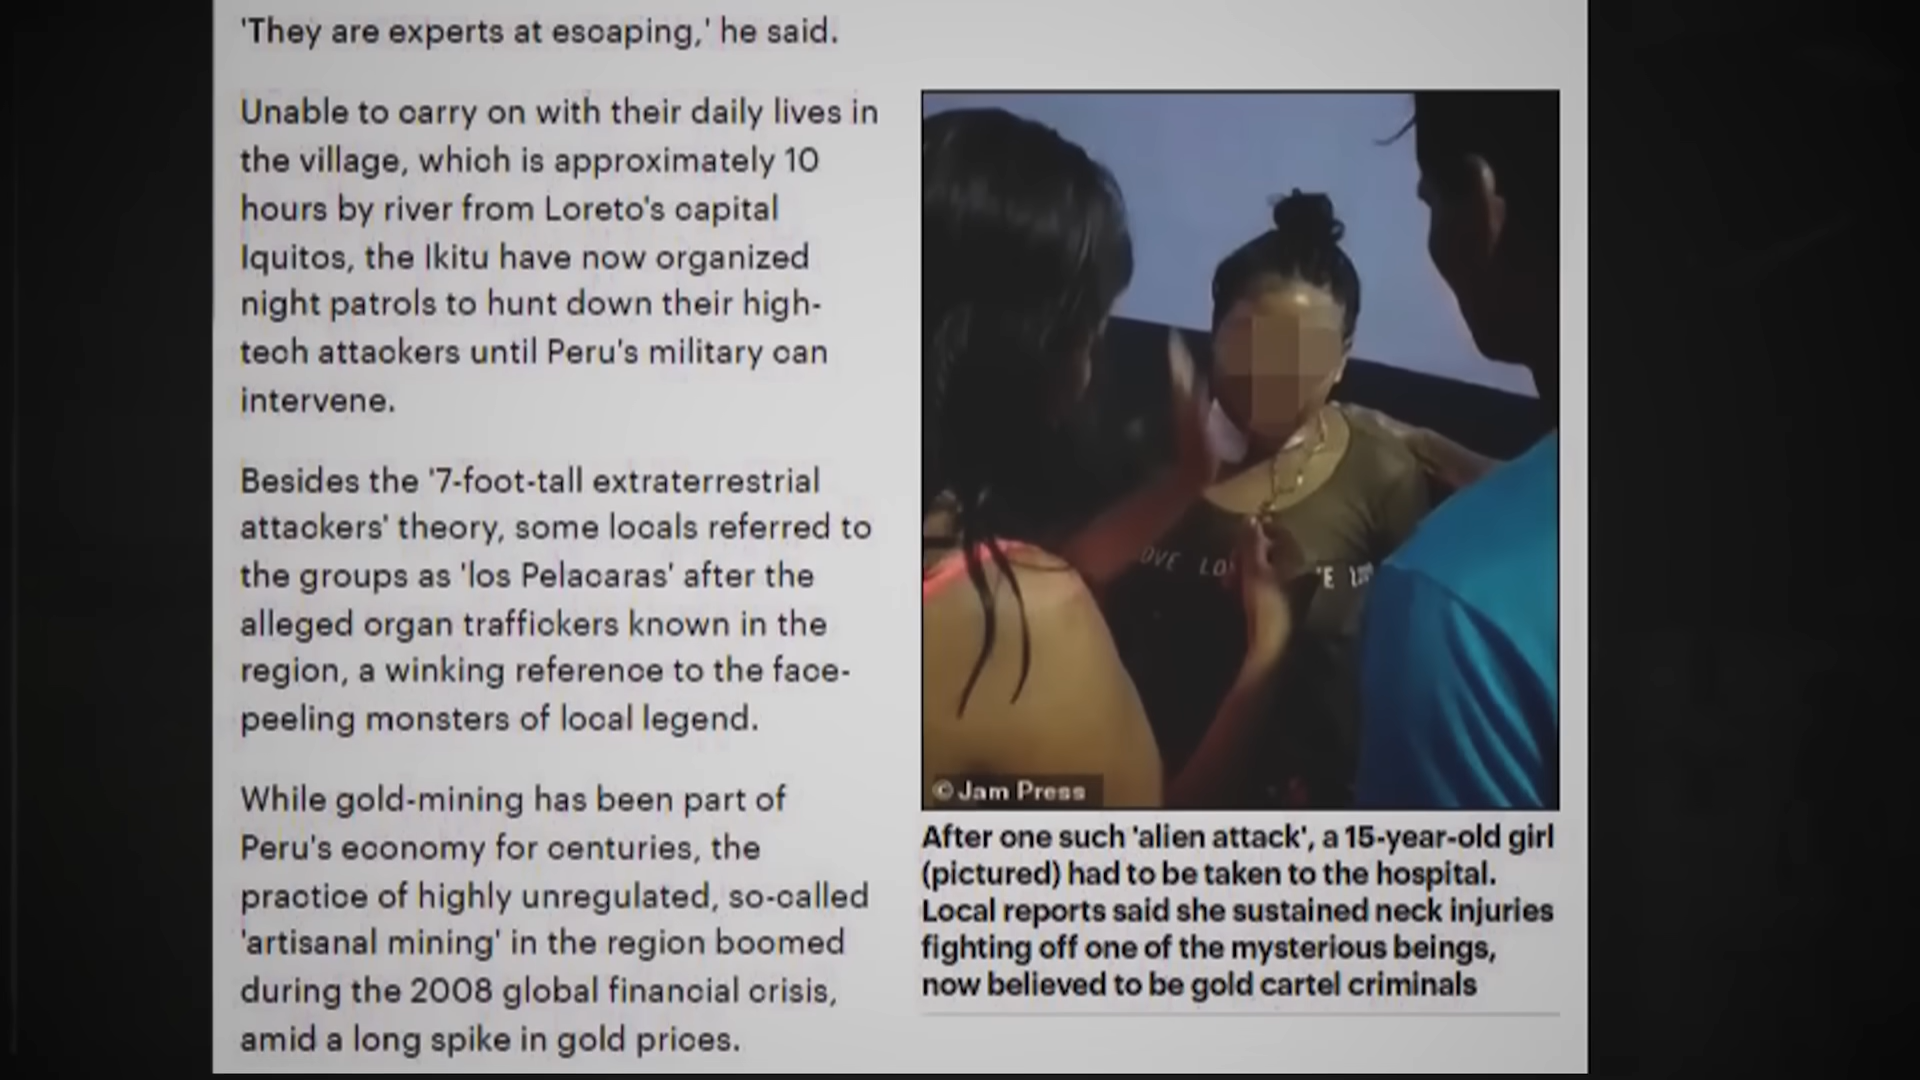 'They are experts at escaping,' he said.
Unable to carry on with their daily lives in
the village, which is approximately 10
hours by river from Loreto's capital
Iquitos, the Ikitu have now organized
night patrols to hunt down their high-
tech attackers until Peru's military can
intervene.
Besides the '7-foot-tall extraterrestrial
attackers' theory, some locals referred to
the groups as 'los Pelacaras' after the
alleged organ traffickers known in the
region, a winking reference to the face-
peeling monsters of local legend.
While gold-mining has been part of
Peru's economy for centuries, the
practice of highly unregulated, so-called
'artisanal mining' in the region boomed
during the 2008 global financial crisis,
amid a long spike in gold prices.
© Jam Press
After one such 'alien attack', a 15-year-old girl
(pictured) had to be taken to the hospital.
Local reports said she sustained neck injuries
fighting off one of the mysterious beings,
now believed to be gold cartel criminals